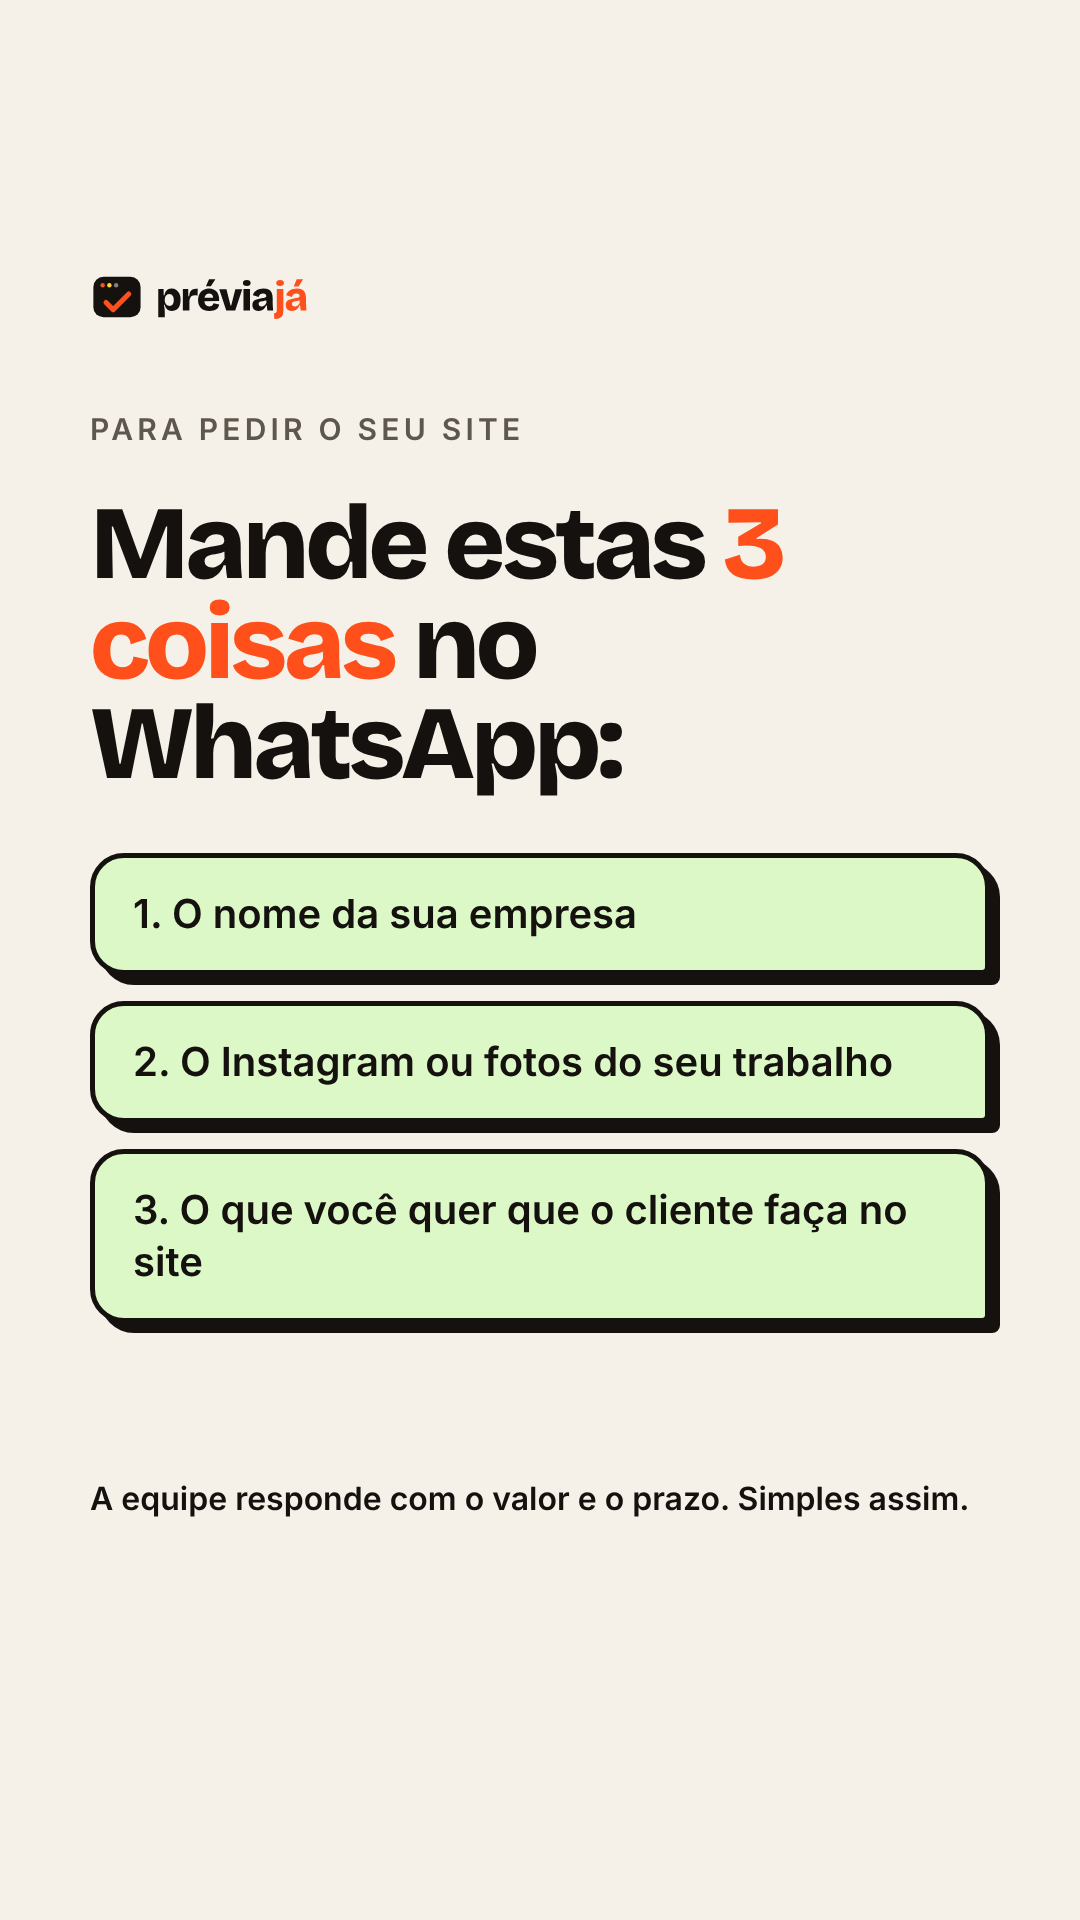 préviajá
PARA PEDIR O SEU SITE
Mande estas 3
coisas no
WhatsApp:
1. O nome da sua empresa
2. O Instagram ou fotos do seu trabalho
3. O que você quer que o cliente faça no
site
A equipe responde com o valor e o prazo. Simples assim.